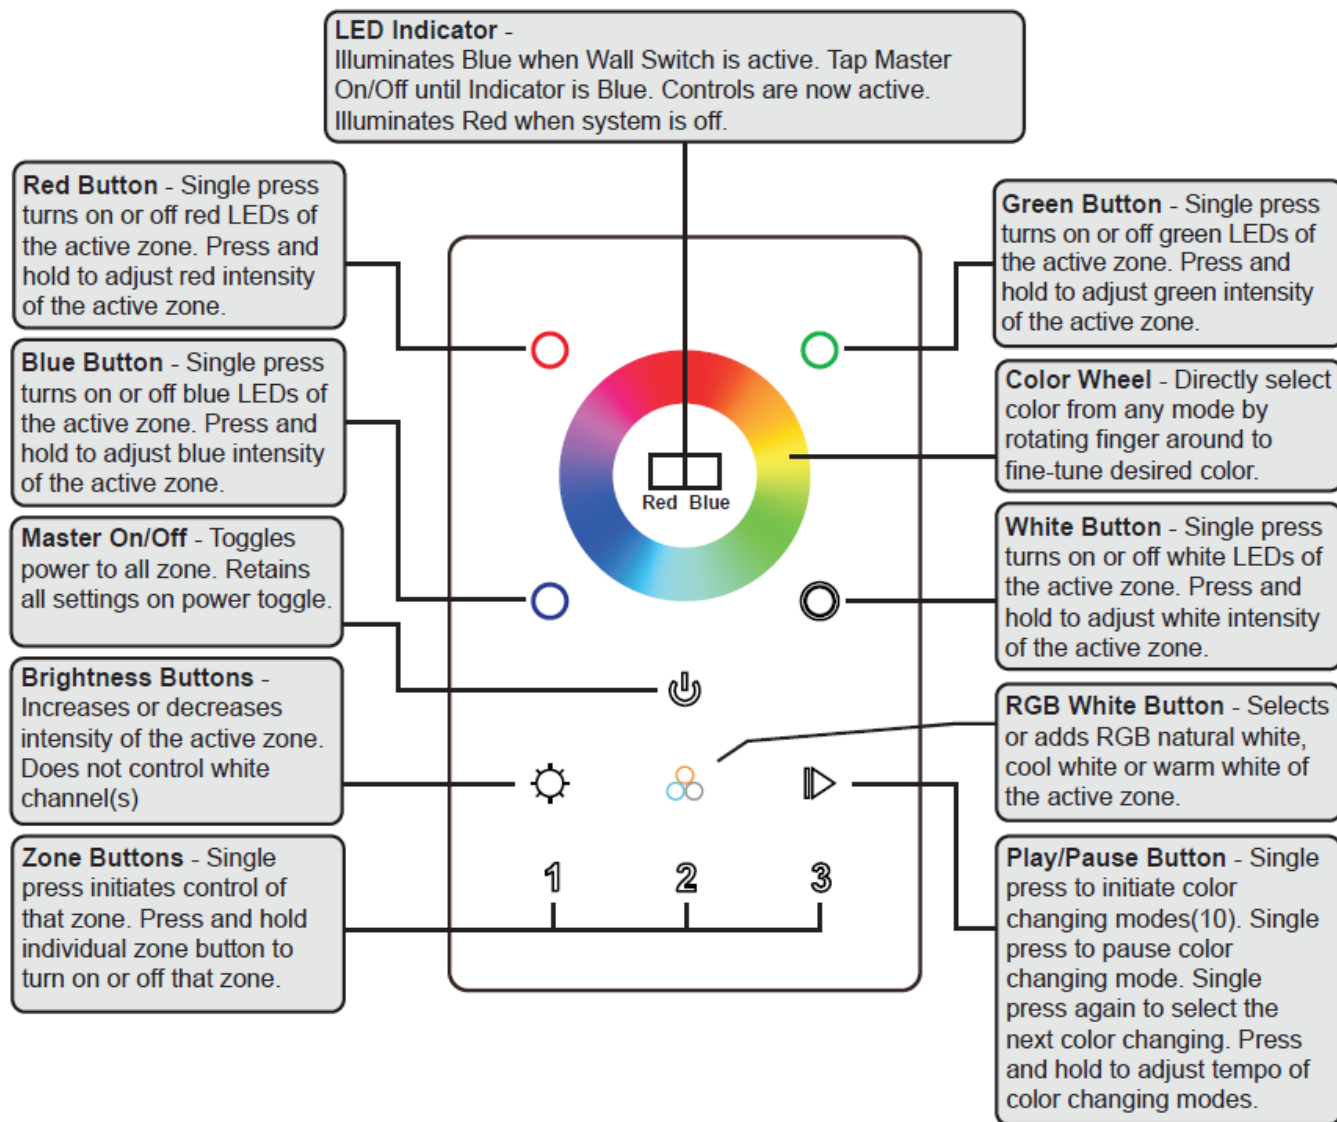 LED Indicator -
Illuminates Blue when Wall Switch is active. Tap Master
On/Off until Indicator is Blue. Controls are now active.
Illuminates Red when system is off.
Red Button - Single press
turns on or off red LEDs of
the active zone. Press and
hold to adjust red intensity
of the active zone.
Blue Button - Single press
turns on or off blue LEDs of
the active zone. Press and
hold to adjust blue intensity
of the active zone.
Master On/Off - Toggles
power to all zone. Retains
all settings on power toggle.
Brightness Buttons -
Increases or decreases
intensity of the active zone.
Does not control white
channel(s)
Zone Buttons - Single
press initiates control of
that zone. Press and hold
individual zone button to
turn on or off that zone.
Red Blue
1 2 3
Green Button - Single press
turns on or off green LEDs of
the active zone. Press and
hold to adjust green intensity
of the active zone.
Color Wheel - Directly select
color from any mode by
rotating finger around to
fine-tune desired color.
White Button - Single press
turns on or off white LEDs of
the active zone. Press and
hold to adjust white intensity
of the active zone.
RGB White Button - Selects
or adds RGB natural white,
cool white or warm white of
the active zone.
Play/Pause Button - Single
press to initiate color
changing modes(10). Single
press to pause color
changing mode. Single
press again to select the
next color changing. Press
and hold to adjust tempo of
color changing modes.